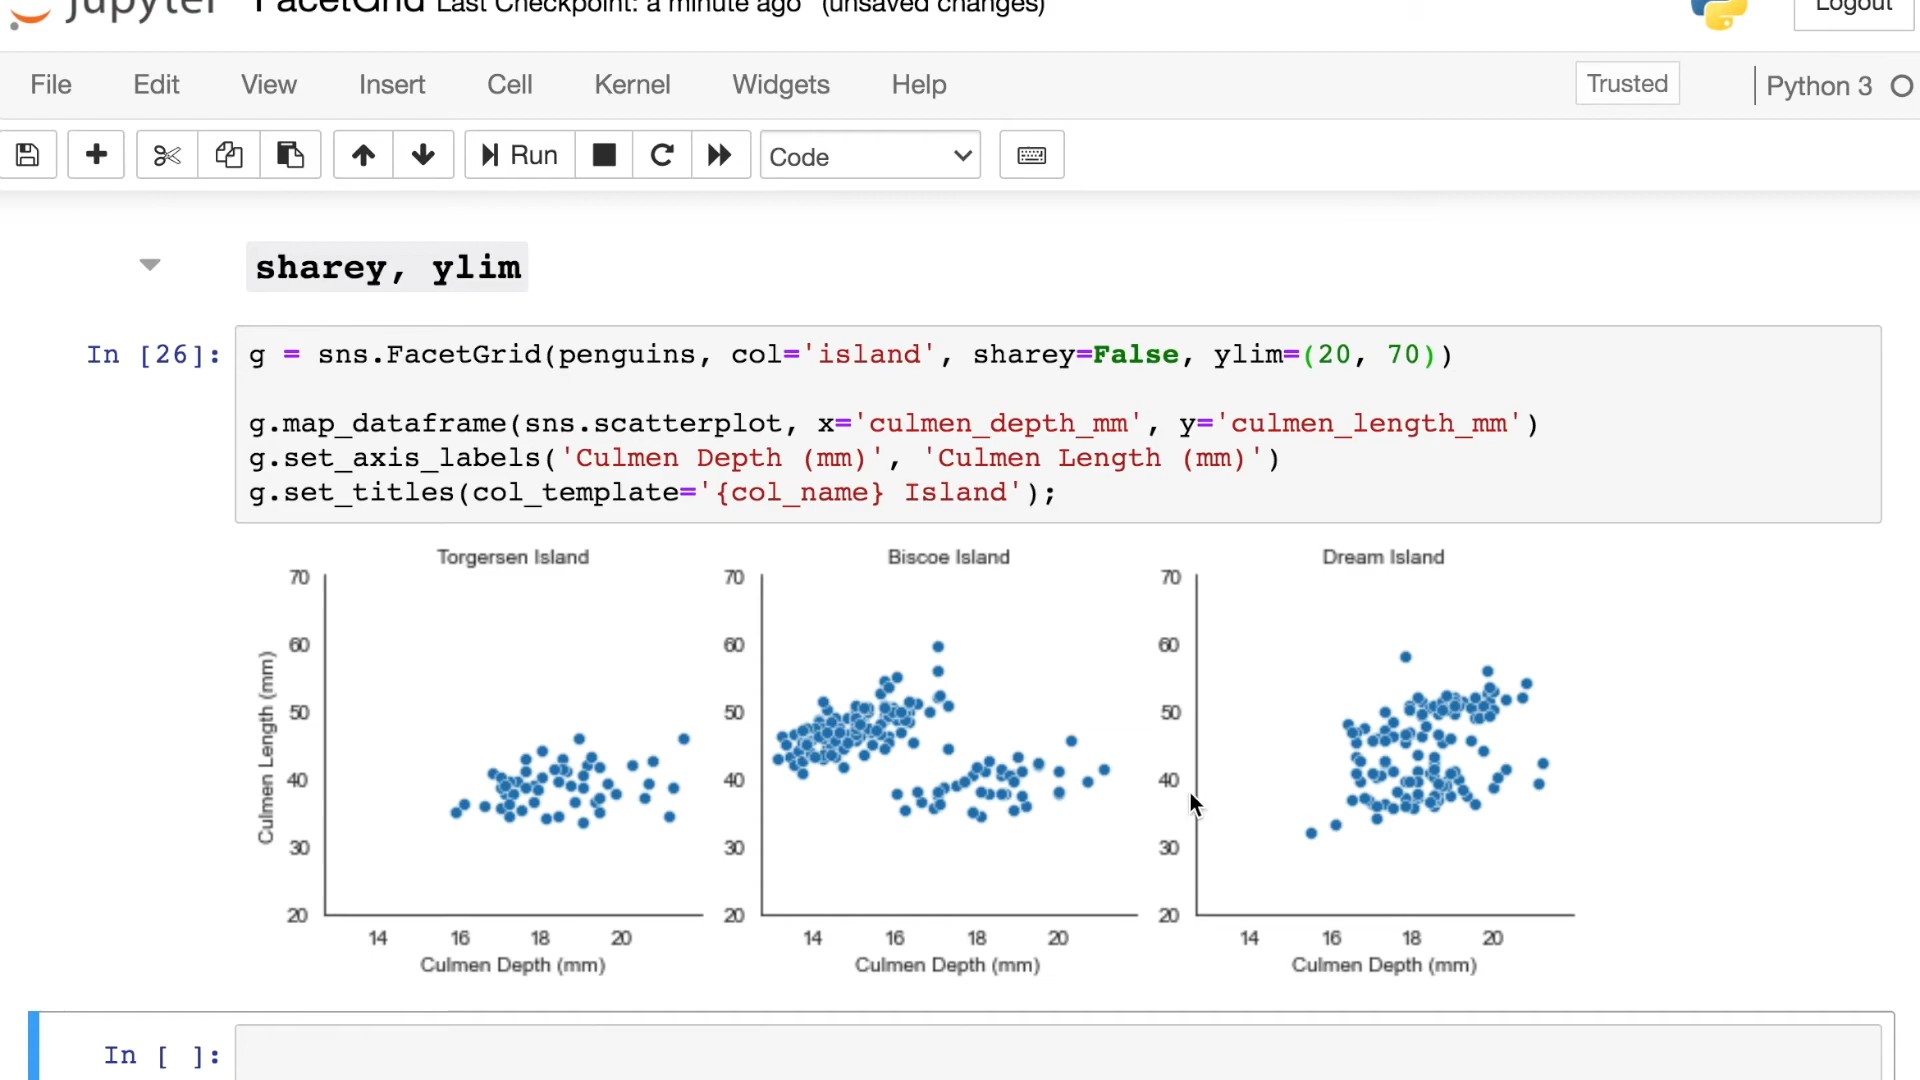 jupyter FacetGrid Last Checkpoint: a minute ago (unsaved changes) Logout
File Edit View Insert Cell Kernel Widgets Help Trusted Python 3
Run Code
sharey, ylim
In [26]: g = sns.FacetGrid(penguins, col='island', sharey=False, ylim=(20, 70))
g.map_dataframe(sns.scatterplot, x='culmen_depth_mm', y='culmen_length_mm')
g.set_axis_labels('Culmen Depth (mm)', 'Culmen Length (mm)')
g.set_titles(col_template='{col_name} Island');
Torgersen Island Biscoe Island Dream Island
70 70 70
60 60 60
50 50 50
40 40 40
30 30 30
20 20 20
Culmen Length (mm)
14 16 18 20 14 16 18 20 14 16 18 20
Culmen Depth (mm) Culmen Depth (mm) Culmen Depth (mm)
In [ ]: